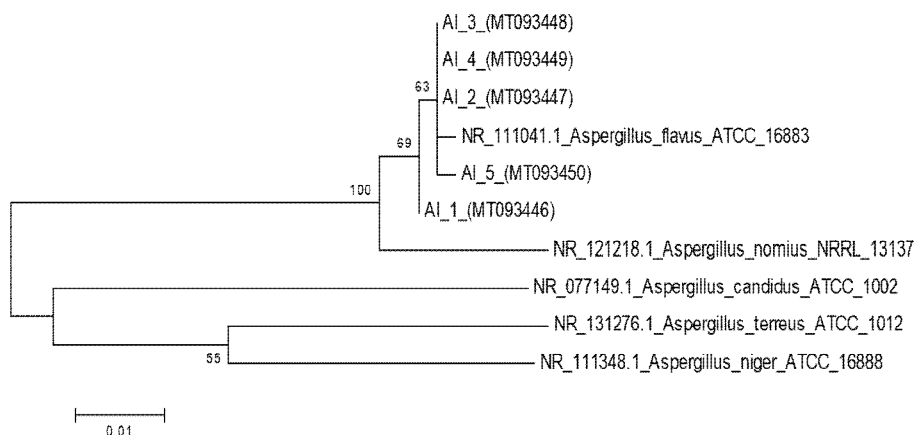 AI_3_(MT093448)
AI_4_(MT093449)
63
AI_2_(MT093447)
NR_111041.1_Aspergillus_flavus_ATCC_16883
69
AI_5_(MT093450)
100
AI_1_(MT093446)
NR_121218.1_Aspergillus_nomius_NRRL_13137
NR_077149.1_Aspergillus_candidus_ATCC_1002
NR_131276.1_Aspergillus_terreus_ATCC_1012
55
NR_111348.1_Aspergillus_niger_ATCC_16888
0.01